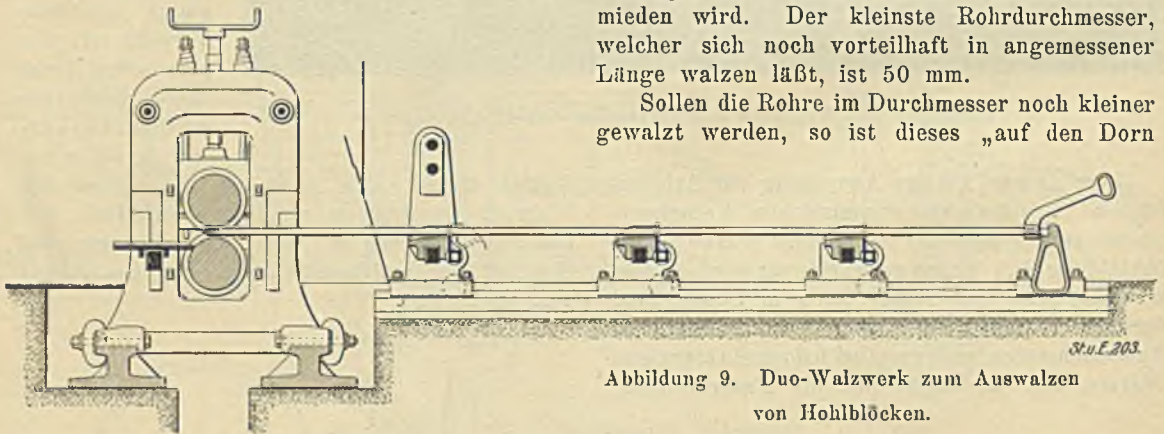 mieden wird. Der kleinste Rohrdurchmesser,
welcher sich noch vorteilhaft in angemessener
Länge walzen läßt, ist 50 mm.
Sollen die Rohre im Durchmesser noch kleiner
gewalzt werden, so ist dieses „auf den Dorn
St.u.E.203.
Abbildung 9. Duo-Walzwerk zum Auswalzen
von Hohlblöcken.